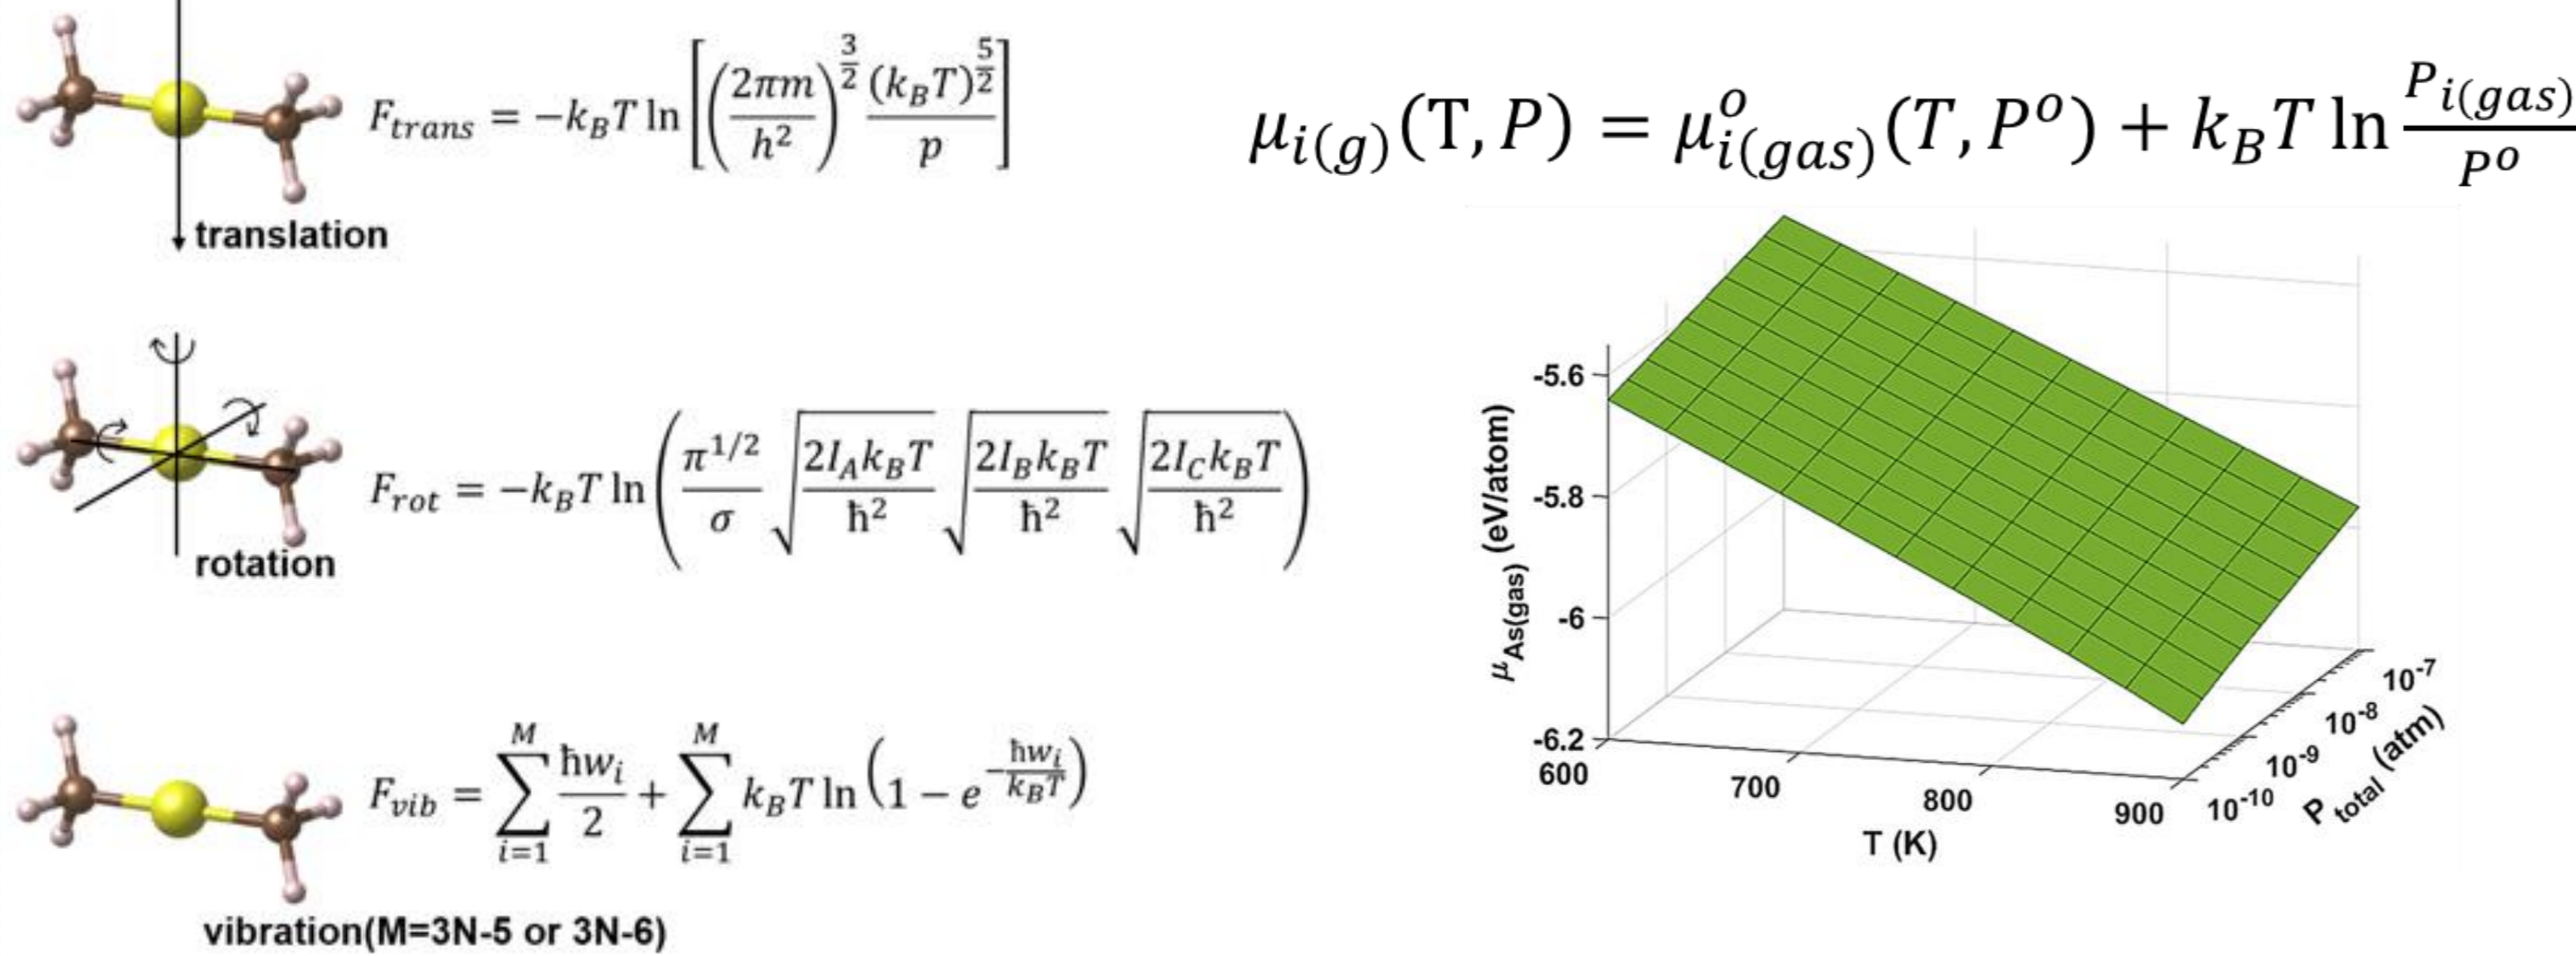 F_trans = −k_B T ln[(2πm/h²)^(3/2) (k_B T)^(5/2)/p]
translation
μ_i(g)(T, P) = μ^o_i(gas)(T, P^o) + k_B T ln P_i(gas)/P^o
F_rot = −k_B T ln(π^(1/2)/σ √(2I_A k_B T/ħ²) √(2I_B k_B T/ħ²) √(2I_C k_B T/ħ²))
rotation
F_vib = ∑_(i=1)^M ħw_i/2 + ∑_(i=1)^M k_B T ln(1 − e^(−ħw_i/k_B T))
vibration(M=3N-5 or 3N-6)
μ_As(gas) (eV/atom)
-5.6
-5.8
-6
-6.2
600
700
800
900
T (K)
10^-10
10^-9
10^-8
10^-7
P_total (atm)